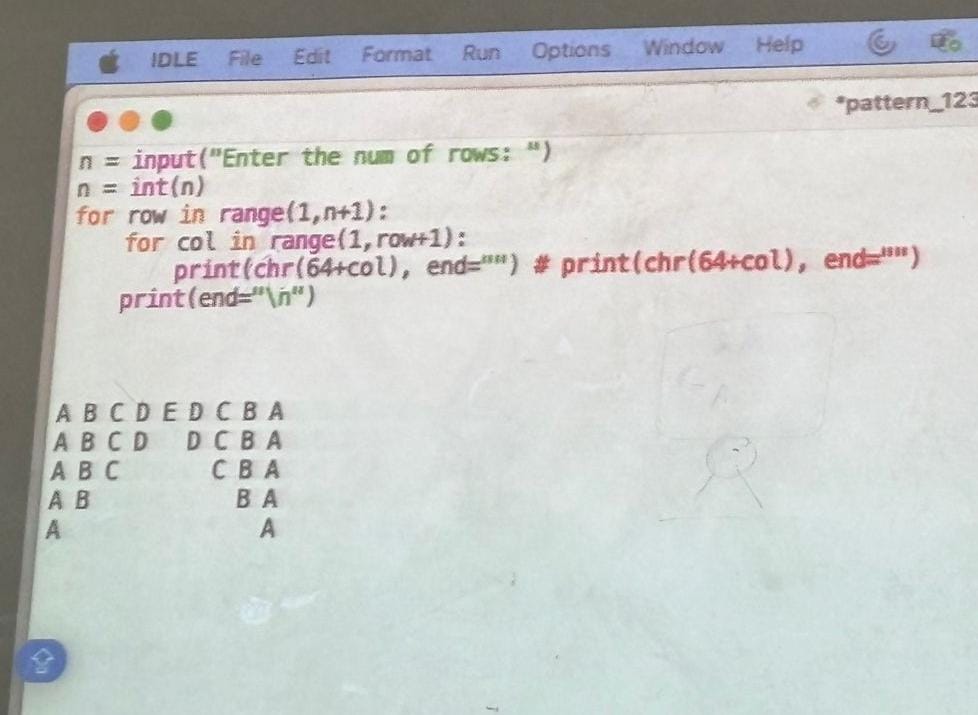 IDLE File Edit Format Run Options Window Help
*pattern_123
n = input("Enter the num of rows: ")
n = int(n)
for row in range(1,n+1):
    for col in range(1,row+1):
        print(chr(64+col), end="") # print(chr(64+col), end="")
    print(end="\n")
A B C D E D C B A
A B C D   D C B A
A B C       C B A
A B           B A
A               A